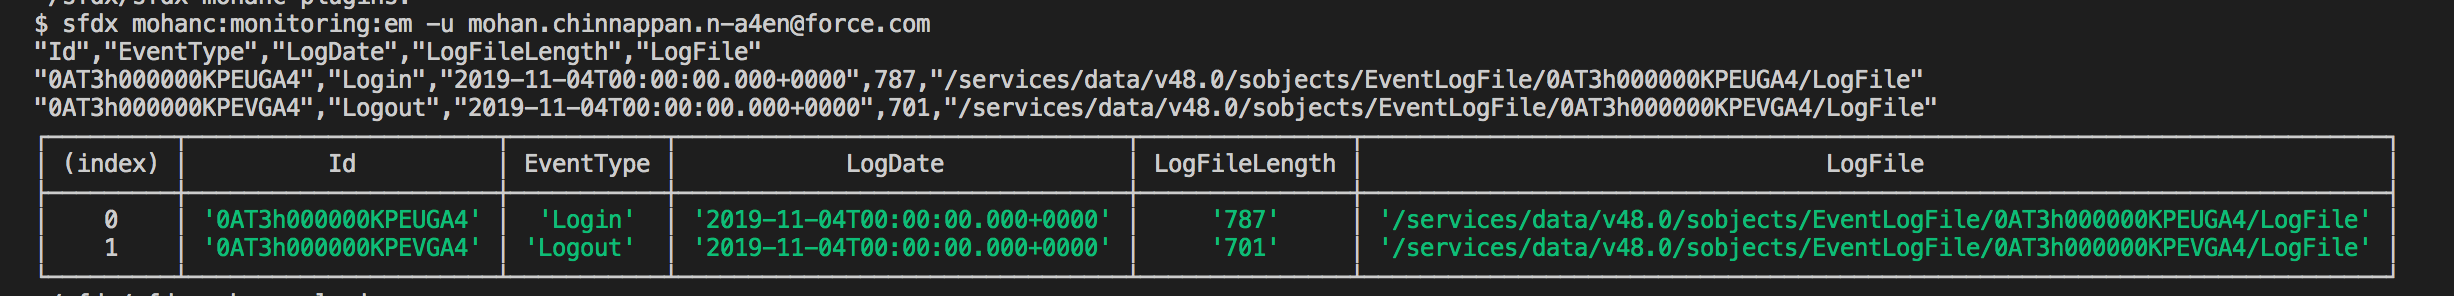 $ sfdx mohanc:monitoring:em -u mohan.chinnappan.n-a4en@force.com
"Id","EventType","LogDate","LogFileLength","LogFile"
"0AT3h000000KPEUGA4","Login","2019-11-04T00:00:00.000+0000",787,"/services/data/v48.0/sobjects/EventLogFile/0AT3h000000KPEUGA4/LogFile"
"0AT3h000000KPEVGA4","Logout","2019-11-04T00:00:00.000+0000",701,"/services/data/v48.0/sobjects/EventLogFile/0AT3h000000KPEVGA4/LogFile"
(index) Id EventType LogDate LogFileLength LogFile
0 '0AT3h000000KPEUGA4' 'Login' '2019-11-04T00:00:00.000+0000' '787' '/services/data/v48.0/sobjects/EventLogFile/0AT3h000000KPEUGA4/LogFile'
1 '0AT3h000000KPEVGA4' 'Logout' '2019-11-04T00:00:00.000+0000' '701' '/services/data/v48.0/sobjects/EventLogFile/0AT3h000000KPEVGA4/LogFile'